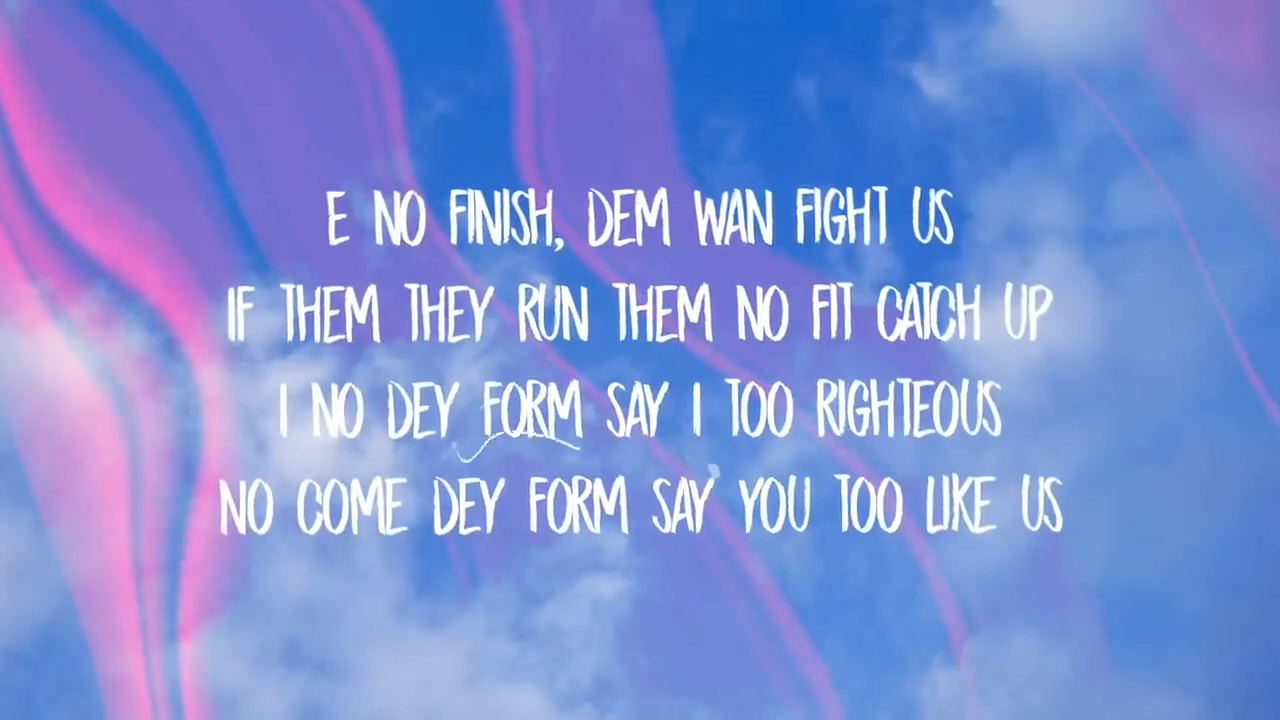 E NO FINISH, DEM WAN FIGHT US
IF THEM THEY RUN THEM NO FIT CATCH UP
I NO DEY FORM SAY I TOO RIGHTEOUS
NO COME DEY FORM SAY YOU TOO LIKE US